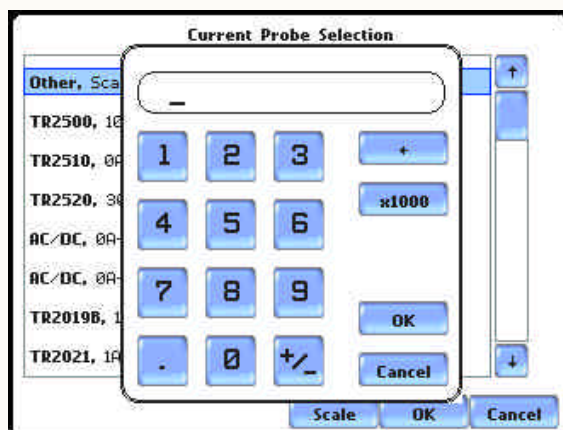 Current Probe Selection
Other, Sca
TR2500, 10
TR2510, 0A
TR2520, 30
AC/DC, 0A-
AC/DC, 0A-
TR2019B, 1
TR2021, 1A
_
1 2 3 ←
x1000
4 5 6
7 8 9
OK
. 0 +/-
Cancel
Scale OK Cancel